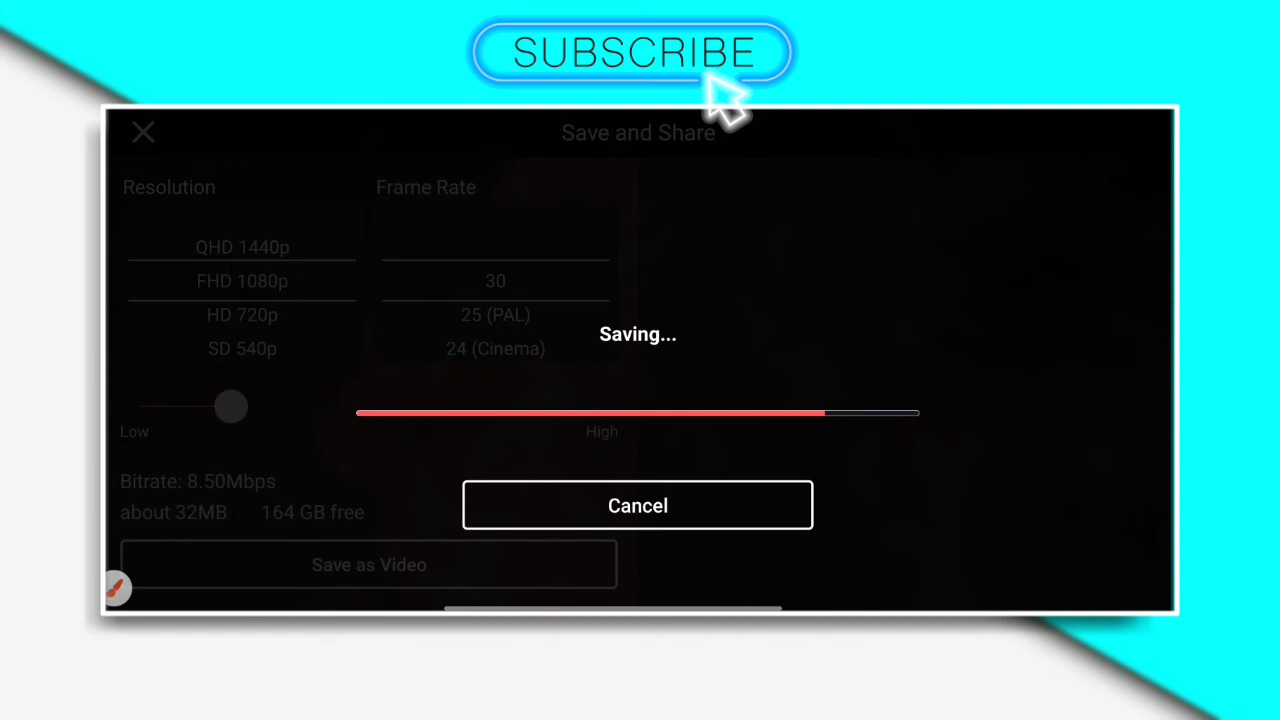 SUBSCRIBE
Save and Share
Resolution
Frame Rate
QHD 1440p
FHD 1080p
30
HD 720p
25 (PAL)
SD 540p
24 (Cinema)
Saving...
Low
High
Bitrate: 8.50Mbps
about 32MB 164 GB free
Cancel
Save as Video